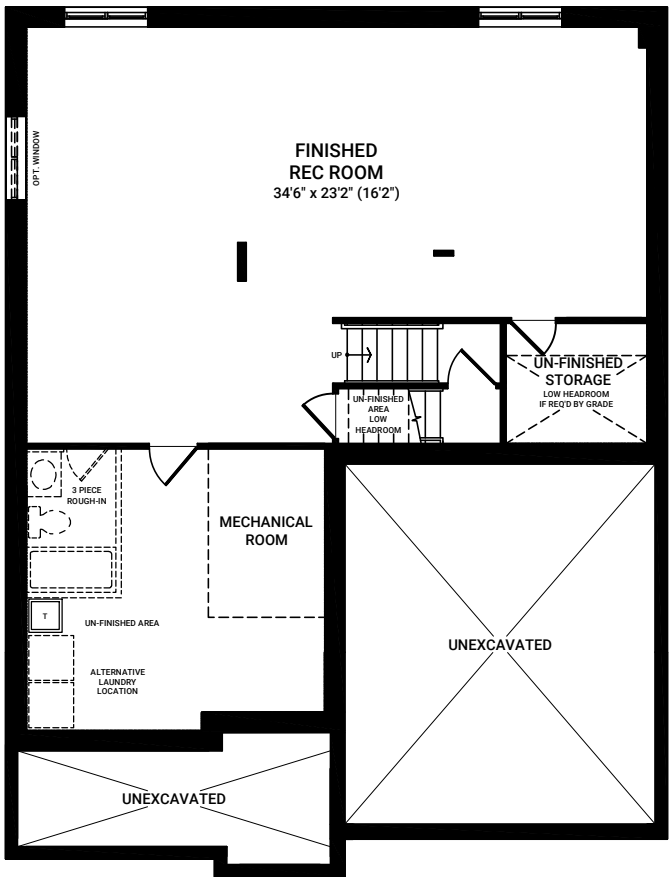 OPT. WINDOW
FINISHED
REC ROOM
34'6" x 23'2" (16'2")
UP
UN-FINISHED
AREA
LOW
HEADROOM
UN-FINISHED
STORAGE
LOW HEADROOM
IF REQ'D BY GRADE
3 PIECE
ROUGH-IN
MECHANICAL
ROOM
T
UN-FINISHED AREA
ALTERNATIVE
LAUNDRY
LOCATION
UNEXCAVATED
UNEXCAVATED